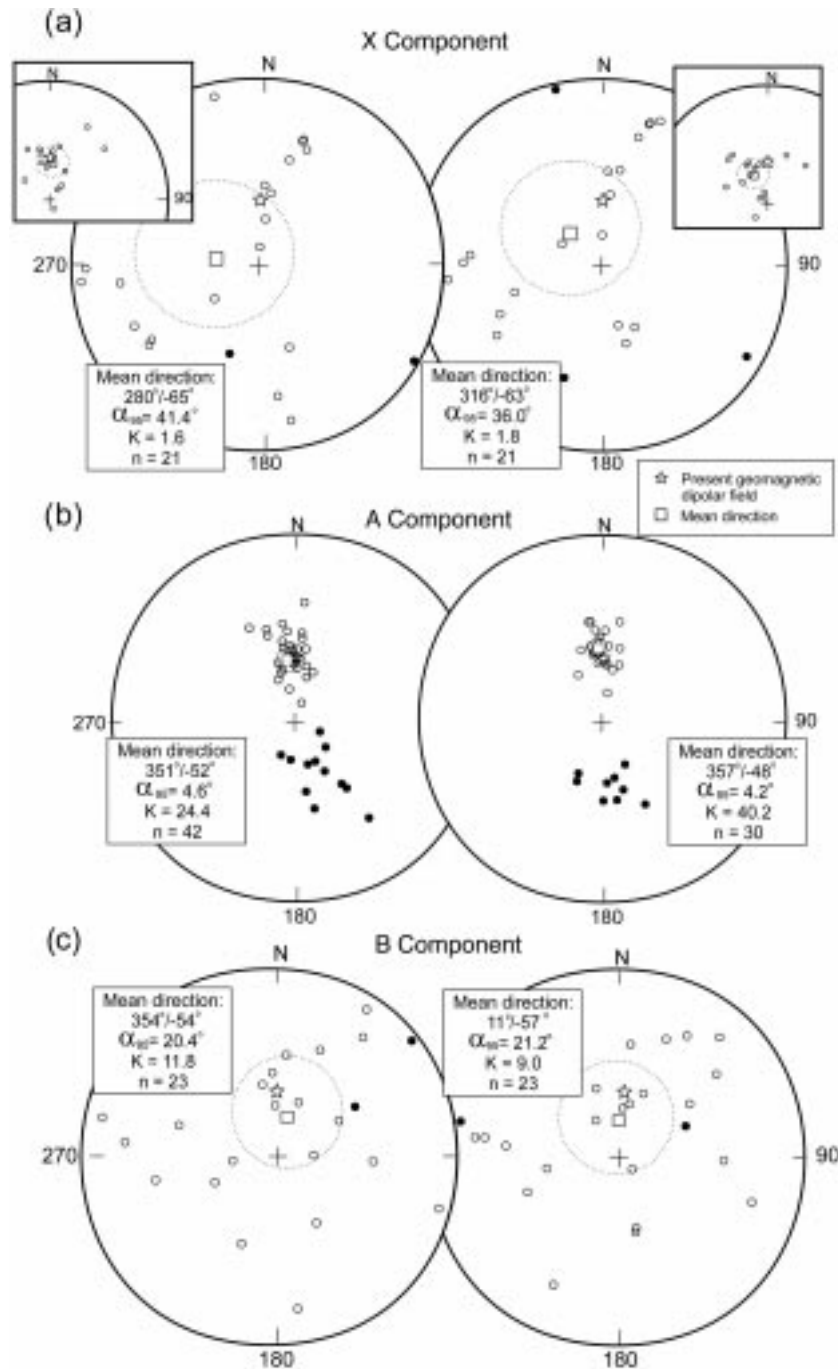 (a)
X Component
N
N
N
N
90
270
90
Mean direction:
280°/-65°
α95= 41.4°
K = 1.6
n = 21
Mean direction:
316°/-63°
α95= 36.0°
K = 1.8
n = 21
180
180
Present geomagnetic
dipolar field
Mean direction
(b)
A Component
N
N
270
90
Mean direction:
351°/-52°
α95= 4.6°
K = 24.4
n = 42
Mean direction:
357°/-48°
α95= 4.2°
K = 40.2
n = 30
180
180
(c)
B Component
N
N
Mean direction:
354°/-54°
α95= 20.4°
K = 11.8
n = 23
Mean direction:
11°/-57°
α95= 21.2°
K = 9.0
n = 23
270
90
180
180